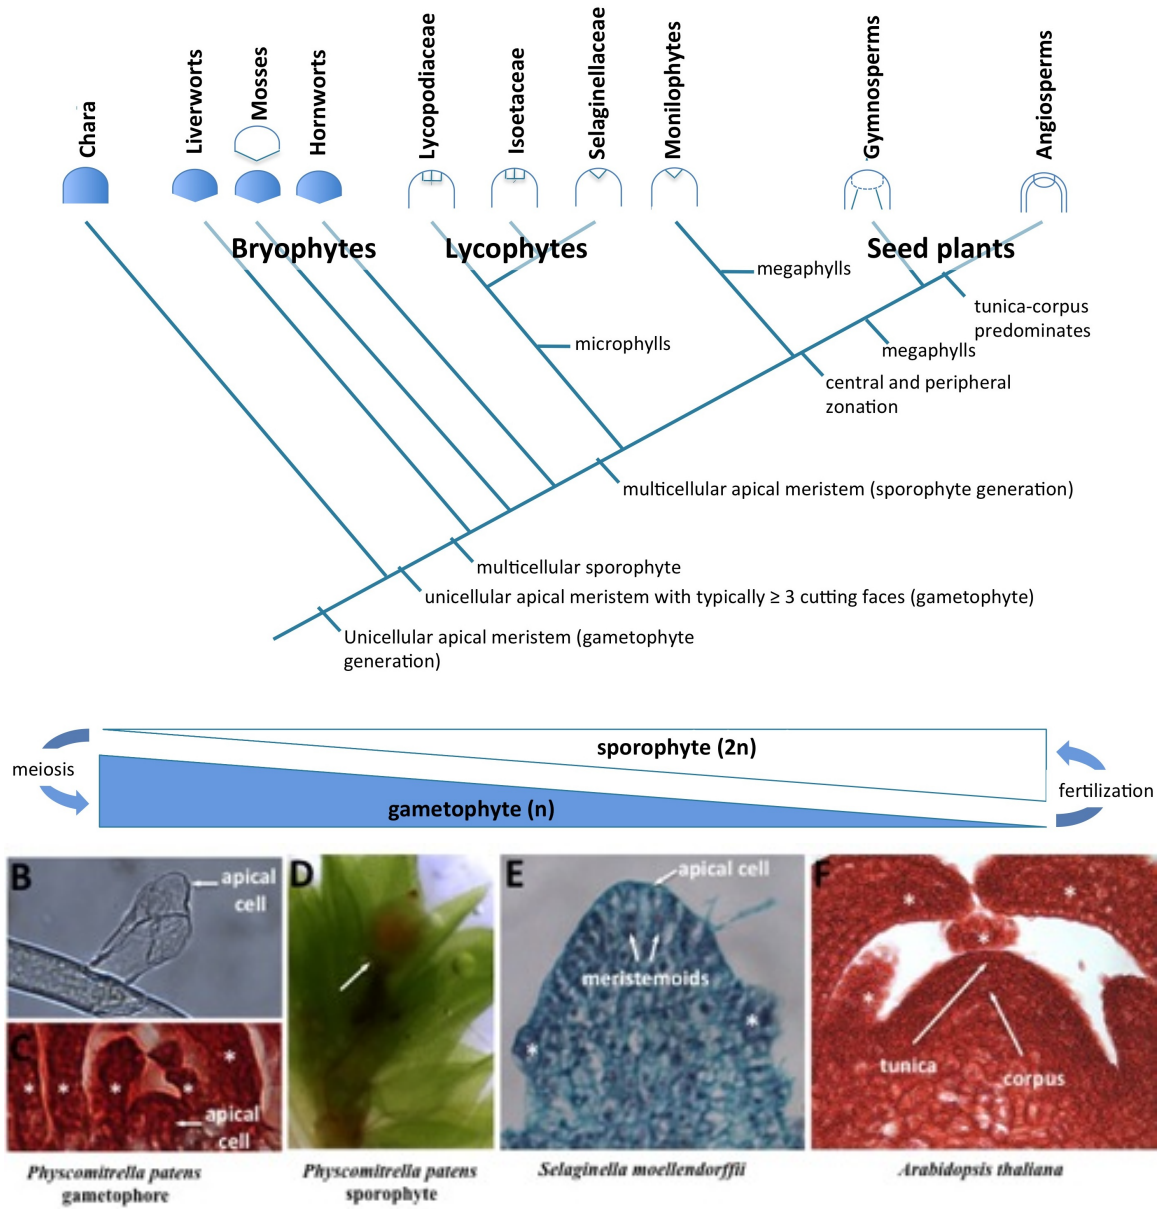 Chara
Liverworts
Mosses
Hornworts
Lycopodiaceae
Isoetaceae
Selaginellaceae
Monilophytes
Gymnosperms
Angiosperms
Bryophytes
Lycophytes
Seed plants
megaphylls
tunica-corpus
predominates
microphylls
megaphylls
central and peripheral
zonation
multicellular apical meristem (sporophyte generation)
multicellular sporophyte
unicellular apical meristem with typically ≥ 3 cutting faces (gametophyte)
Unicellular apical meristem (gametophyte
generation)
sporophyte (2n)
meiosis
fertilization
gametophyte (n)
B
apical
cell
C
* * * *
apical
cell
D
E
apical cell
meristemoids
* *
F
* * * *
tunica
corpus
Physcomitrella patens
gametophore
Physcomitrella patens
sporophyte
Selaginella moellendorffii
Arabidopsis thaliana